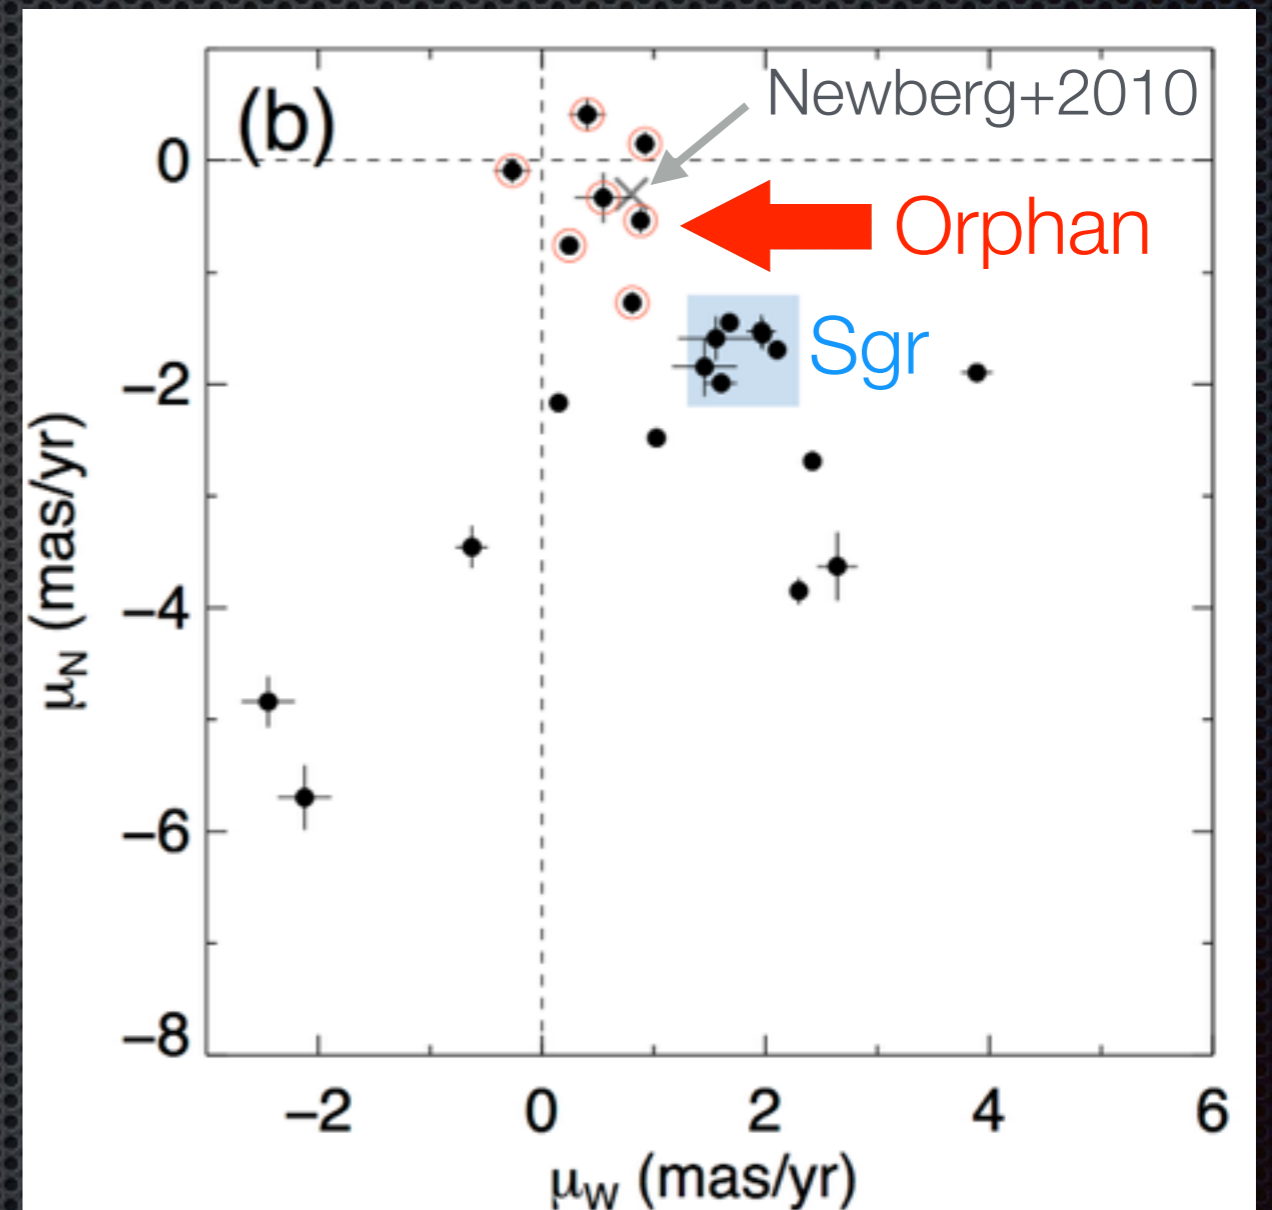 (b)
Newberg+2010
Orphan
Sgr
0
−2
−4
−6
−8
μN (mas/yr)
−2 0 2 4 6
μW (mas/yr)